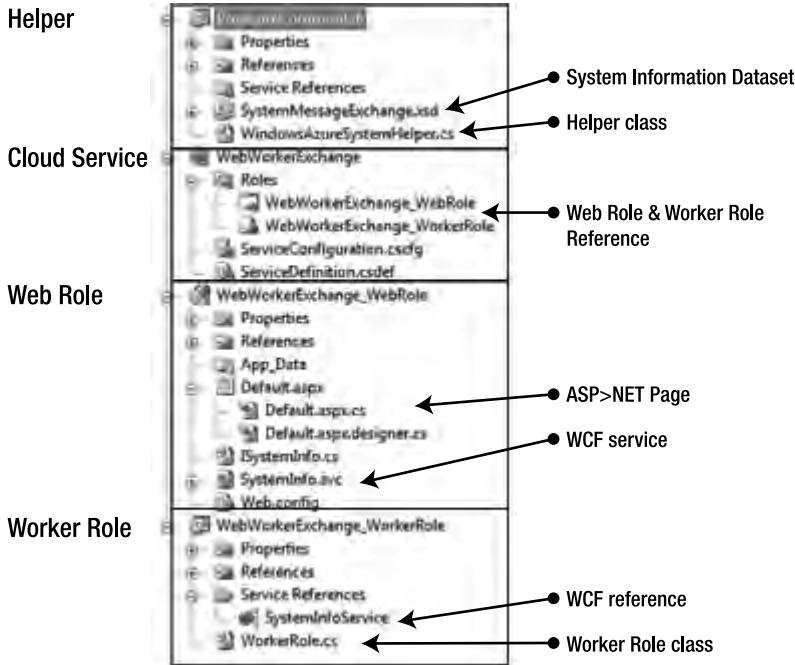 Helper
Properties
References
Service References
SystemMessageExchange.xsd
System Information Dataset
WindowsAzureSystemHelper.cs
Helper class
Cloud Service
WebWorkerExchange
Roles
WebWorkerExchange_WebRole
WebWorkerExchange_WorkerRole
Web Role & Worker Role
Reference
ServiceConfiguration.cscfg
ServiceDefinition.csdef
Web Role
WebWorkerExchange_WebRole
Properties
References
App_Data
Default.aspx
ASP>NET Page
Default.aspx.cs
Default.aspx.designer.cs
WCF service
ISystemInfo.cs
SystemInfo.svc
Web.config
Worker Role
WebWorkerExchange_WorkerRole
Properties
References
Service References
WCF reference
SystemInfoService
WorkerRole.cs
Worker Role class